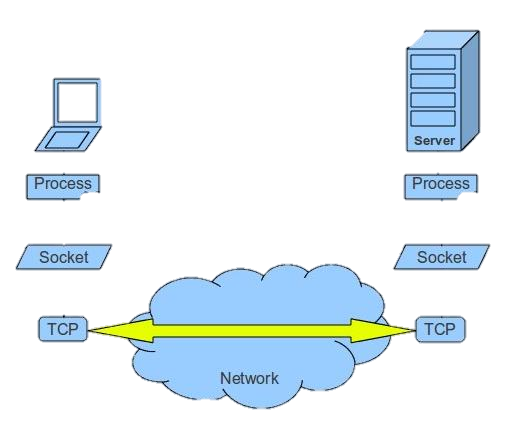 Server
Process
Process
Socket
Socket
TCP
TCP
Network